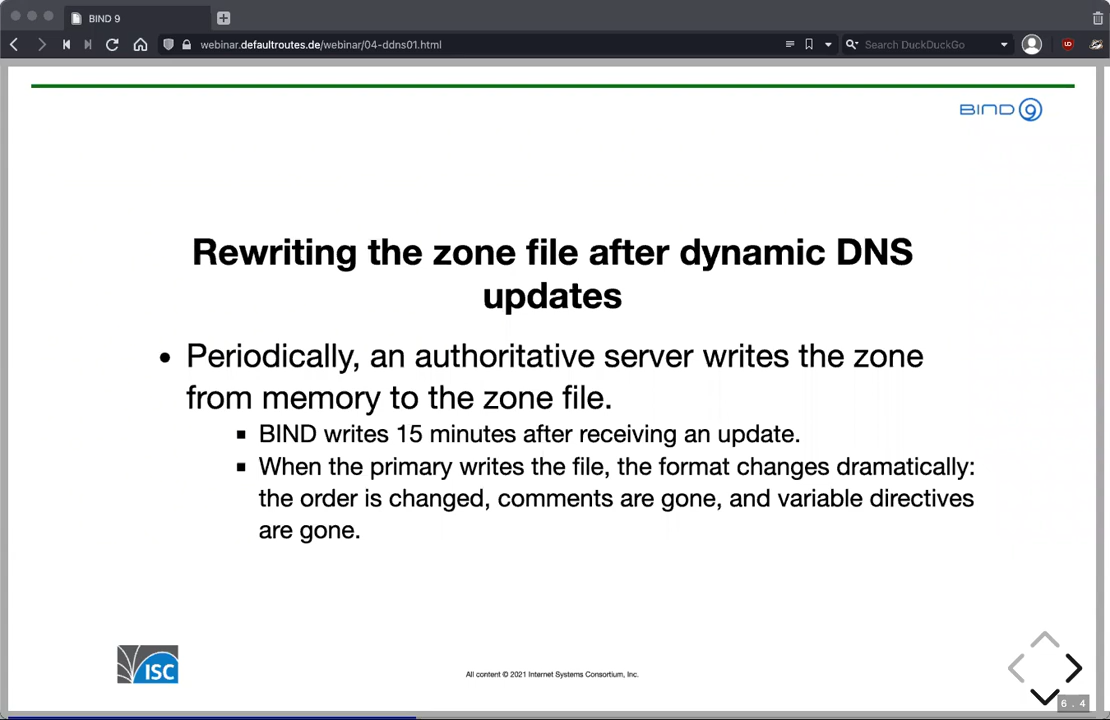 BIND 9
webinar.defaultroutes.de/webinar/04-ddns01.html
Search DuckDuckGo
BIND 9
Rewriting the zone file after dynamic DNS
updates
• Periodically, an authoritative server writes the zone
from memory to the zone file.
▪ BIND writes 15 minutes after receiving an update.
▪ When the primary writes the file, the format changes dramatically:
the order is changed, comments are gone, and variable directives
are gone.
ISC
All content © 2021 Internet Systems Consortium, Inc.
6 . 4